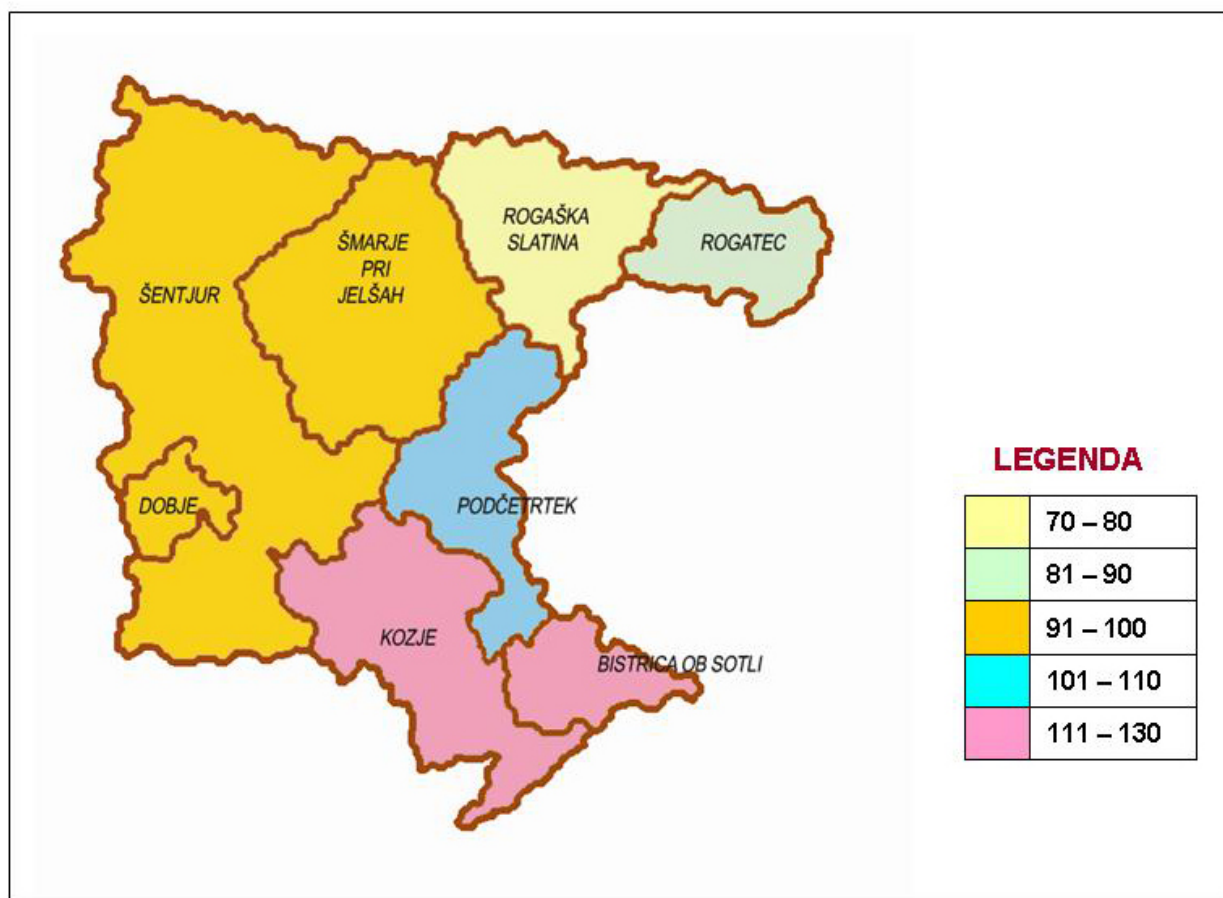 ROGAŠKA
SLATINA
ROGATEC
ŠMARJE
PRI
JELŠAH
ŠENTJUR
DOBJE
PODČETRTEK
KOZJE
BISTRICA OB SOTLI
LEGENDA
70 – 80
81 – 90
91 – 100
101 – 110
111 – 130